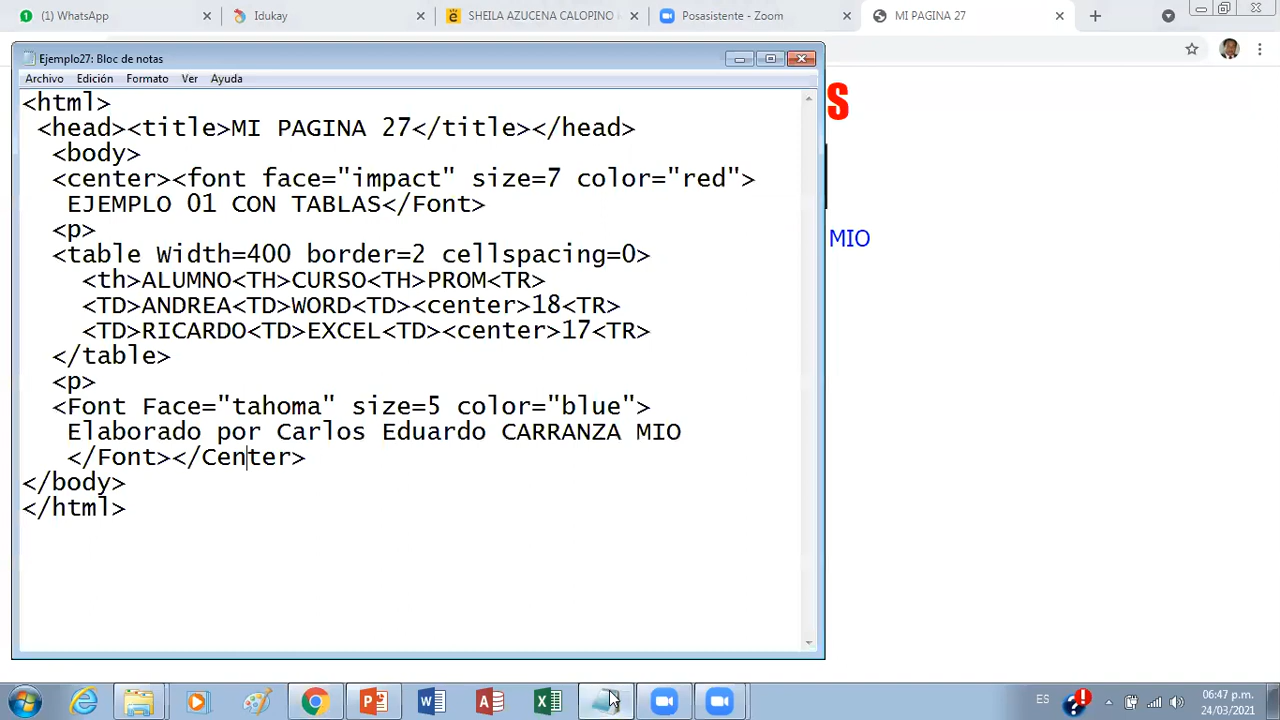 (1) WhatsApp
Idukay
SHEILA AZUCENA CALOPINO
Posasistente - Zoom
MI PAGINA 27
Ejemplo27: Bloc de notas
Archivo Edición Formato Ver Ayuda
<html>
<head><title>MI PAGINA 27</title></head>
<body>
<center><font face="impact" size=7 color="red">
EJEMPLO 01 CON TABLAS</Font>
<p>
<table Width=400 border=2 cellspacing=0>
<th>ALUMNO<TH>CURSO<TH>PROM<TR>
<TD>ANDREA<TD>WORD<TD><center>18<TR>
<TD>RICARDO<TD>EXCEL<TD><center>17<TR>
</table>
<p>
<Font Face="tahoma" size=5 color="blue">
Elaborado por Carlos Eduardo CARRANZA MIO
</Font></Center>
</body>
</html>
S
MIO
ES
06:47 p.m.
24/03/2021